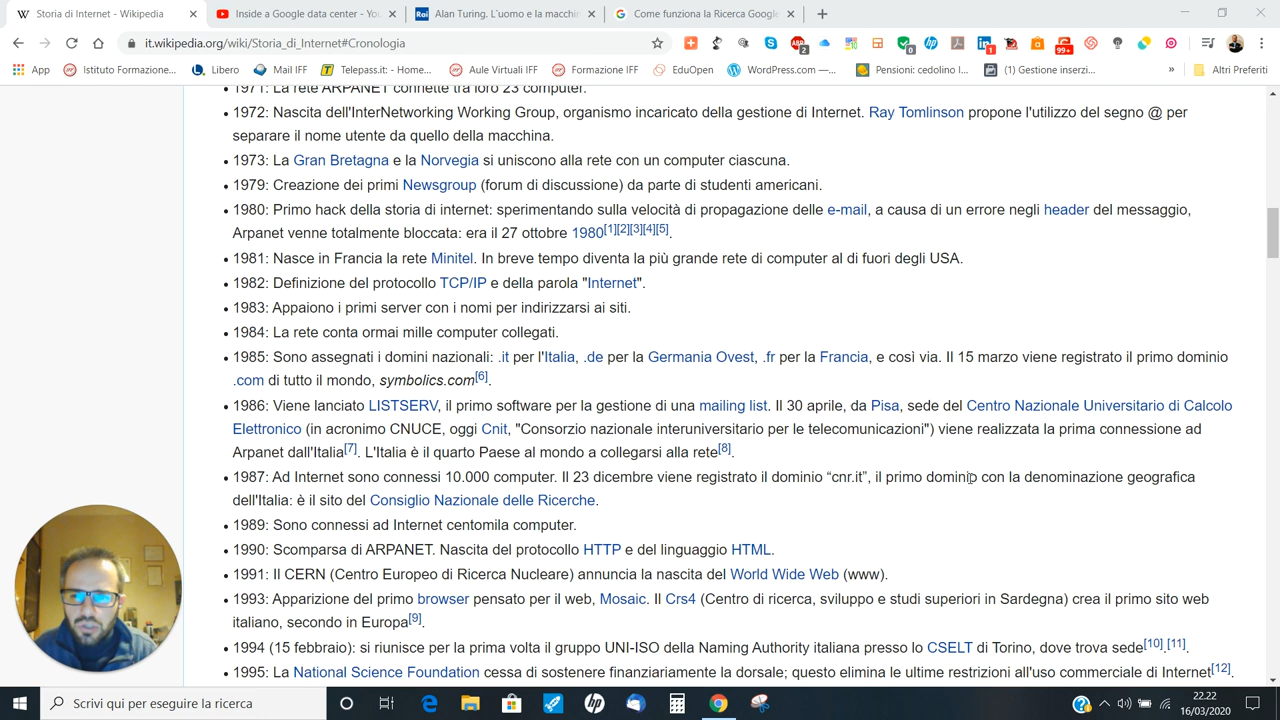 Storia di Internet - Wikipedia
Inside a Google data center - You
Alan Turing. L'uomo e la macchin
Come funziona la Ricerca Google
it.wikipedia.org/wiki/Storia_di_Internet#Cronologia
2
0
1
99+
App
Istituto Formazione...
Libero
Mail IFF
Telepass.it: - Home...
Aule Virtuali IFF
Formazione IFF
EduOpen
WordPress.com —...
Pensioni: cedolino I...
(1) Gestione inserzi...
»
Altri Preferiti
1971: La rete ARPANET connette tra loro 23 computer.
1972: Nascita dell'InterNetworking Working Group, organismo incaricato della gestione di Internet. Ray Tomlinson propone l'utilizzo del segno @ per
separare il nome utente da quello della macchina.
1973: La Gran Bretagna e la Norvegia si uniscono alla rete con un computer ciascuna.
1979: Creazione dei primi Newsgroup (forum di discussione) da parte di studenti americani.
1980: Primo hack della storia di internet: sperimentando sulla velocità di propagazione delle e-mail, a causa di un errore negli header del messaggio,
Arpanet venne totalmente bloccata: era il 27 ottobre 1980[1][2][3][4][5].
1981: Nasce in Francia la rete Minitel. In breve tempo diventa la più grande rete di computer al di fuori degli USA.
1982: Definizione del protocollo TCP/IP e della parola "Internet".
1983: Appaiono i primi server con i nomi per indirizzarsi ai siti.
1984: La rete conta ormai mille computer collegati.
1985: Sono assegnati i domini nazionali: .it per l'Italia, .de per la Germania Ovest, .fr per la Francia, e così via. Il 15 marzo viene registrato il primo dominio
.com di tutto il mondo, symbolics.com[6].
1986: Viene lanciato LISTSERV, il primo software per la gestione di una mailing list. Il 30 aprile, da Pisa, sede del Centro Nazionale Universitario di Calcolo
Elettronico (in acronimo CNUCE, oggi Cnit, "Consorzio nazionale interuniversitario per le telecomunicazioni") viene realizzata la prima connessione ad
Arpanet dall'Italia[7]. L'Italia è il quarto Paese al mondo a collegarsi alla rete[8].
1987: Ad Internet sono connessi 10.000 computer. Il 23 dicembre viene registrato il dominio “cnr.it”, il primo dominio con la denominazione geografica
dell'Italia: è il sito del Consiglio Nazionale delle Ricerche.
1989: Sono connessi ad Internet centomila computer.
1990: Scomparsa di ARPANET. Nascita del protocollo HTTP e del linguaggio HTML.
1991: Il CERN (Centro Europeo di Ricerca Nucleare) annuncia la nascita del World Wide Web (www).
1993: Apparizione del primo browser pensato per il web, Mosaic. Il Crs4 (Centro di ricerca, sviluppo e studi superiori in Sardegna) crea il primo sito web
italiano, secondo in Europa[9].
1994 (15 febbraio): si riunisce per la prima volta il gruppo UNI-ISO della Naming Authority italiana presso lo CSELT di Torino, dove trova sede[10].[11].
1995: La National Science Foundation cessa di sostenere finanziariamente la dorsale; questo elimina le ultime restrizioni all'uso commerciale di Internet[12].
Scrivi qui per eseguire la ricerca
22.22
16/03/2020